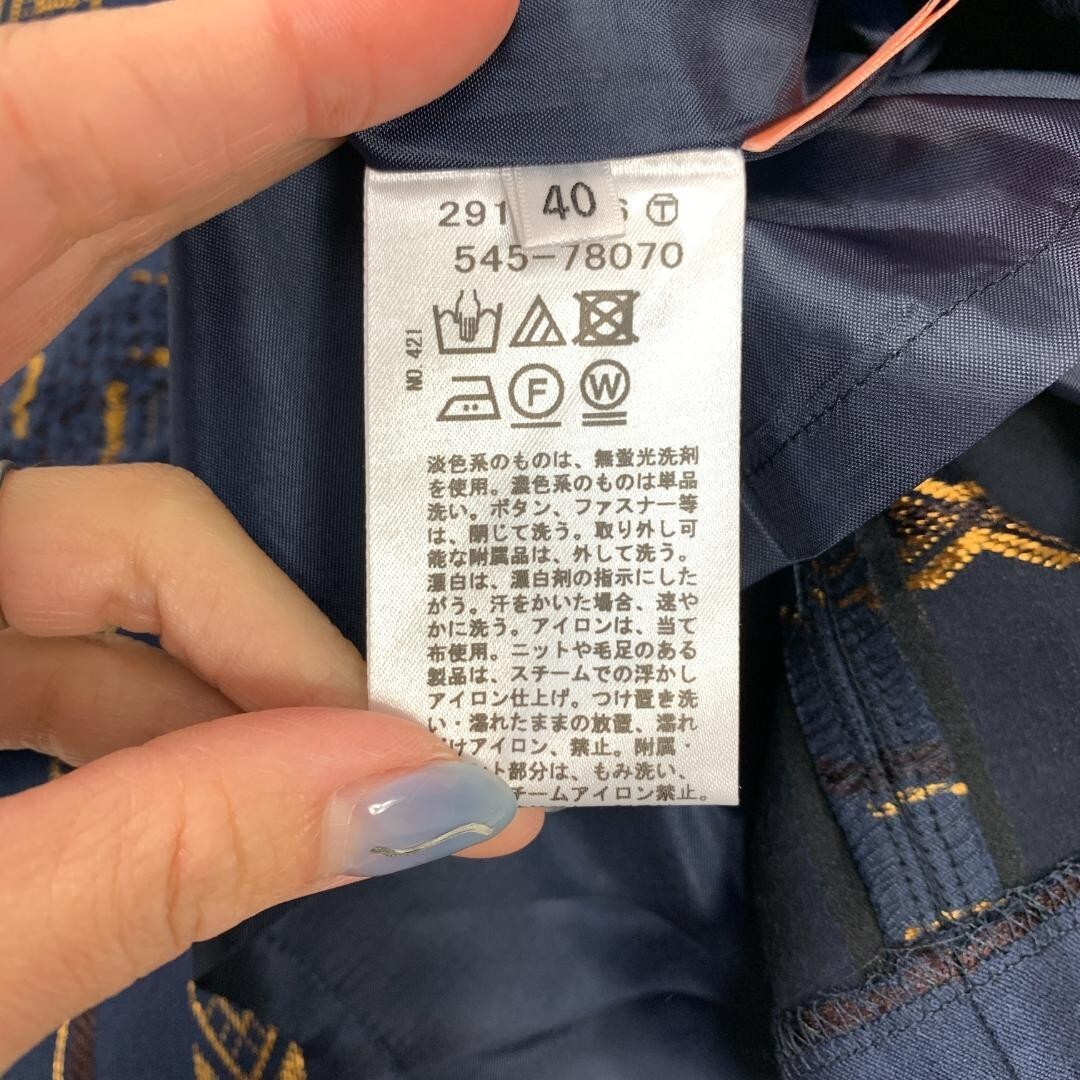 40
291 6 Ⓣ
545-78070
NO.421
F W
淡色系のものは、無蛍光洗剤
を使用。濃色系のものは単品
洗い。ボタン、ファスナー等
は、閉じて洗う。取り外し可
能な附属品は、外して洗う。
漂白は、漂白剤の指示にした
がう。汗をかいた場合、速や
かに洗う。アイロンは、当て
布使用。ニットや毛足のある
製品は、スチームでの浮かし
アイロン仕上げ。つけ置き洗
い・濡れたままの放置、濡れ
けアイロン、禁止。附属・
ト部分は、もみ洗い、
チームアイロン禁止。